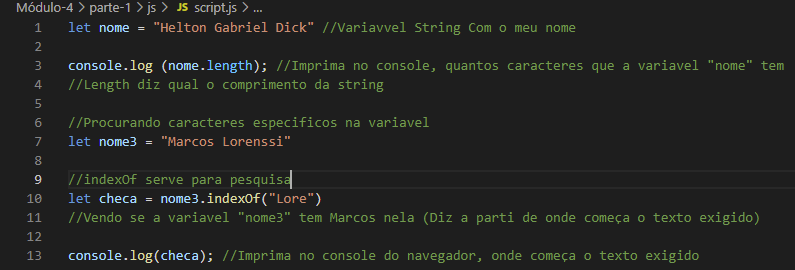 Módulo-4 > parte-1 > js > JS script.js > ...
1 let nome = "Helton Gabriel Dick" //Variavvel String Com o meu nome
2
3 console.log (nome.length); //Imprima no console, quantos caracteres que a variavel "nome" tem
4 //Length diz qual o comprimento da string
5
6 //Procurando caracteres especificos na variavel
7 let nome3 = "Marcos Lorenssi"
8
9 //indexOf serve para pesquisa
10 let checa = nome3.indexOf("Lore")
11 //Vendo se a variavel "nome3" tem Marcos nela (Diz a parti de onde começa o texto exigido)
12
13 console.log(checa); //Imprima no console do navegador, onde começa o texto exigido